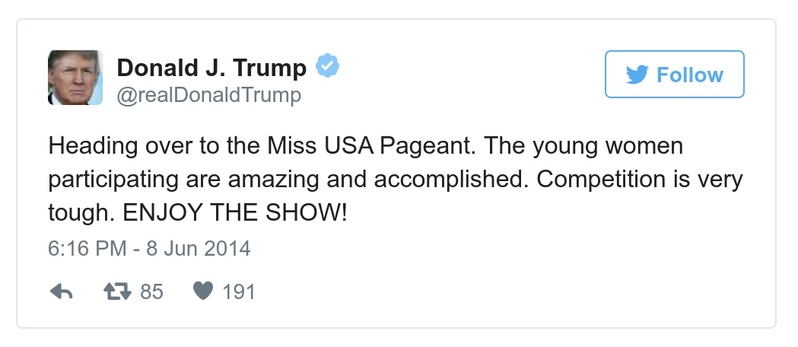 Donald J. Trump
@realDonaldTrump
Follow
Heading over to the Miss USA Pageant. The young women
participating are amazing and accomplished. Competition is very
tough. ENJOY THE SHOW!
6:16 PM - 8 Jun 2014
85 191